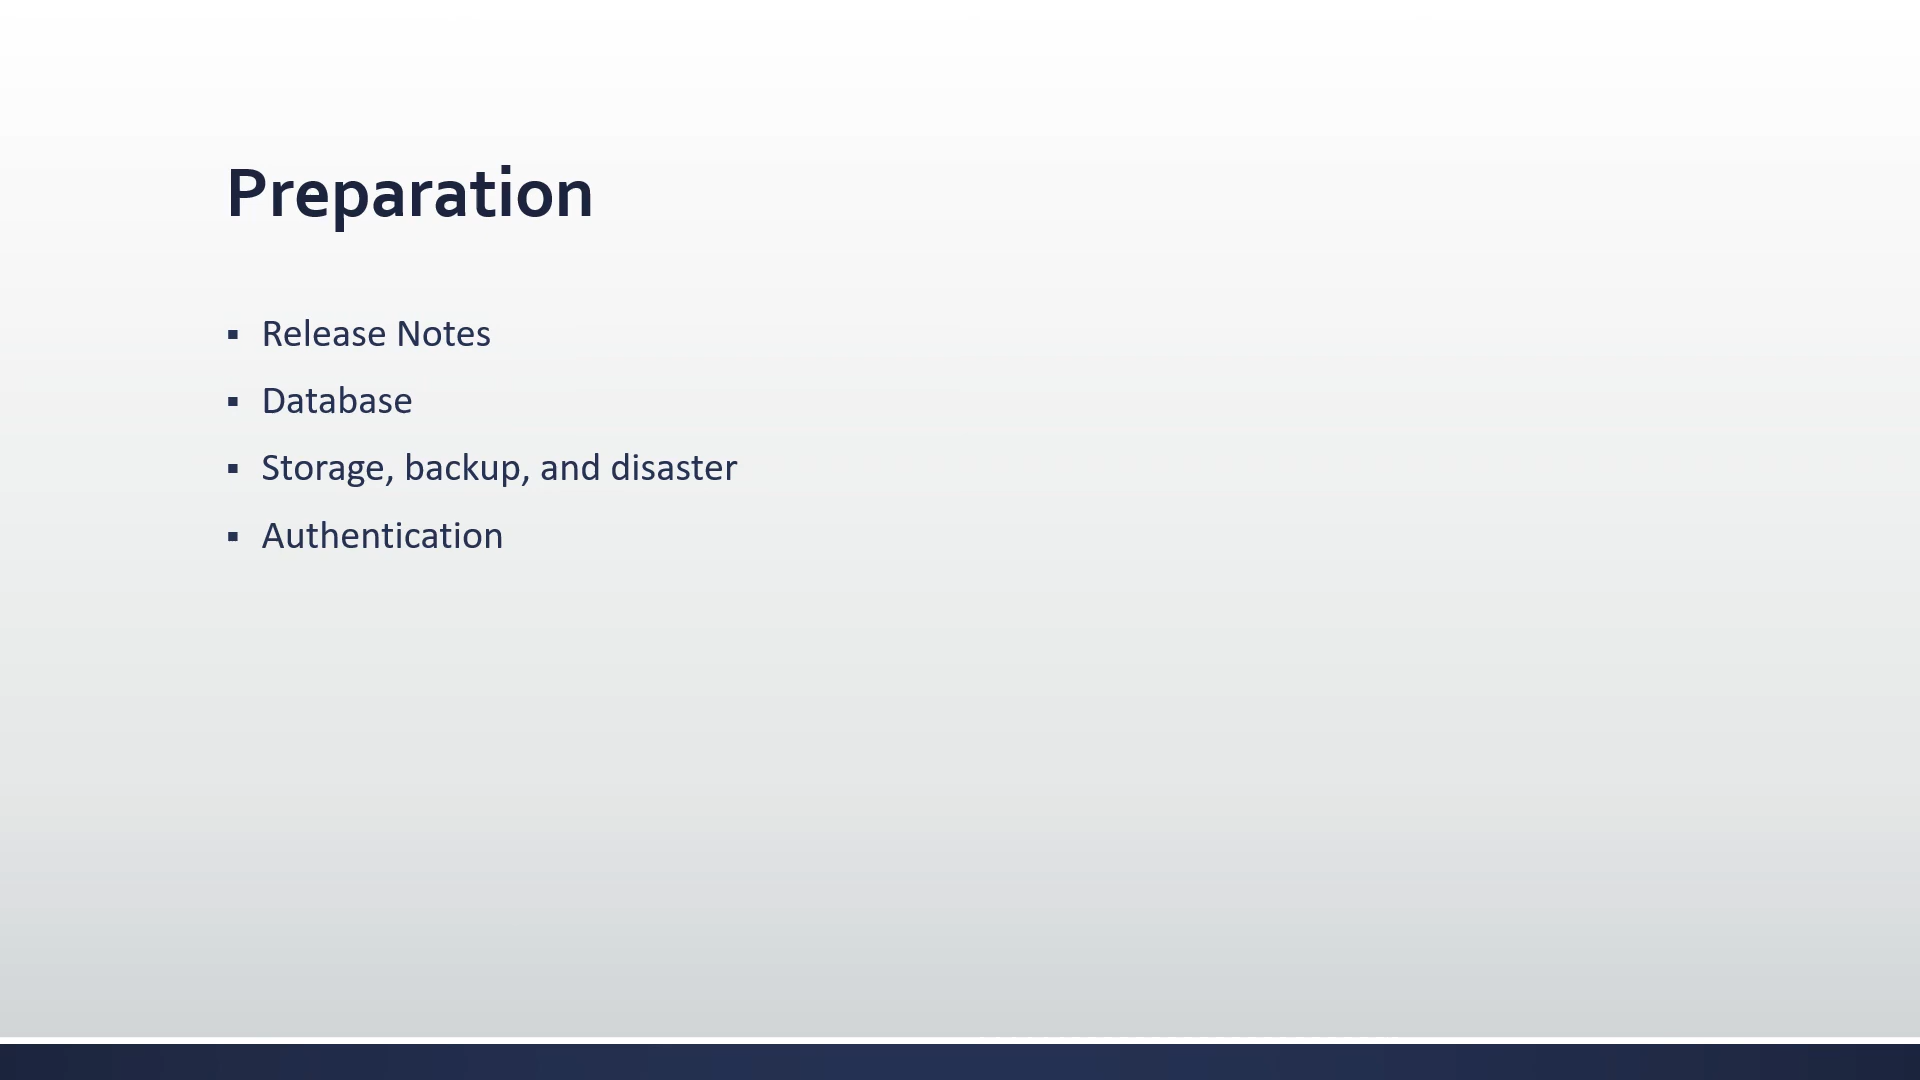 Preparation
▪ Release Notes
▪ Database
▪ Storage, backup, and disaster
▪ Authentication